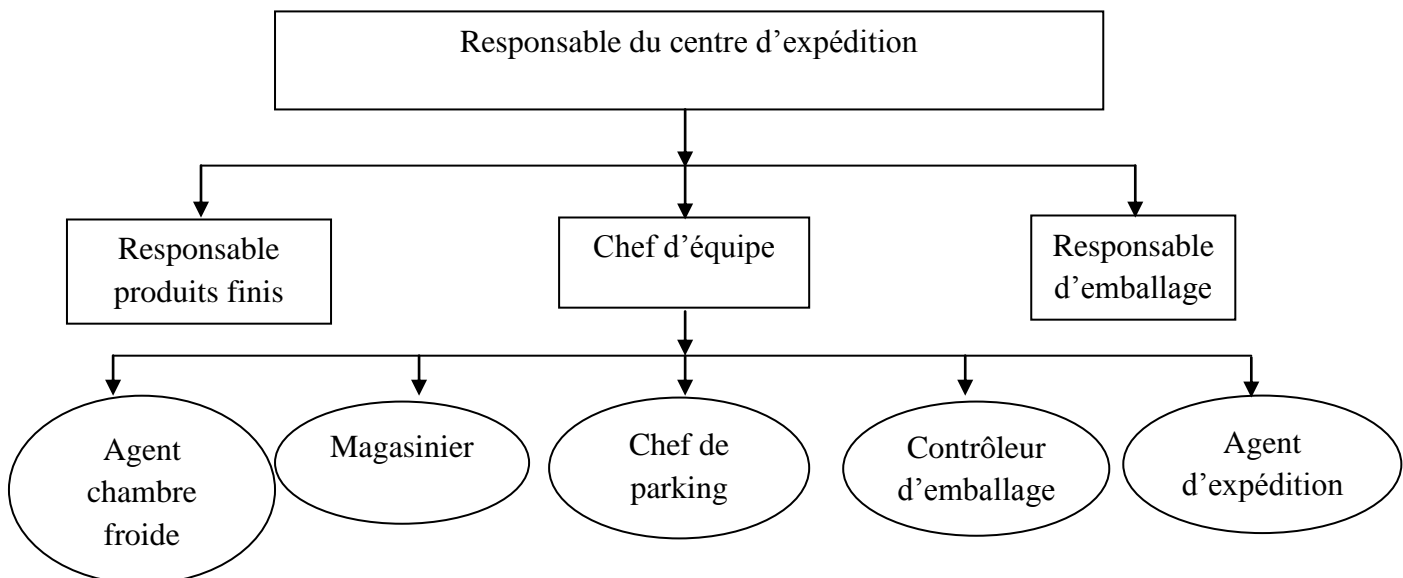 Responsable du centre d’expédition
Responsable
produits finis
Chef d’équipe
Responsable
d’emballage
Agent
chambre
froide
Magasinier
Chef de
parking
Contrôleur
d’emballage
Agent
d’expédition